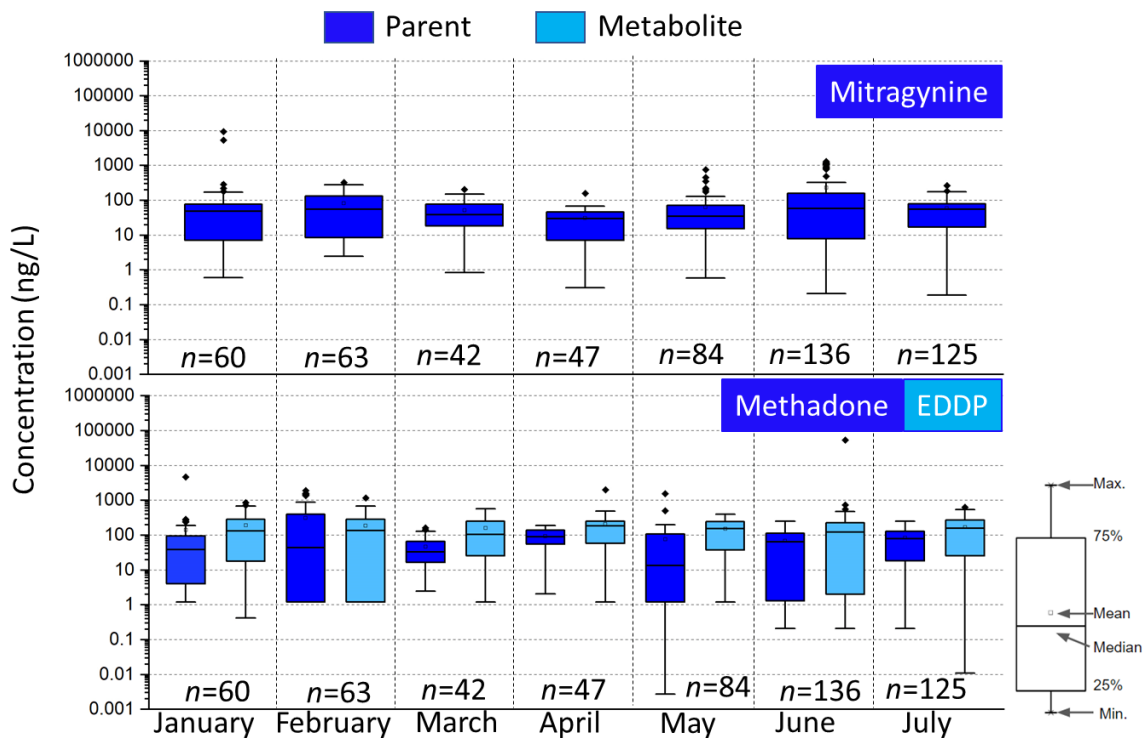 Parent Metabolite
Concentration (ng/L)
1000000
100000
10000
1000
100
10
1
0.1
0.01
0.001
Mitragynine
n=60 n=63 n=42 n=47 n=84 n=136 n=125
1000000
100000
10000
1000
100
10
1
0.1
0.01
0.001
Methadone EDDP
n=60 n=63 n=42 n=47 n=84 n=136 n=125
January February March April May June July
Max.
75%
Mean
Median
25%
Min.